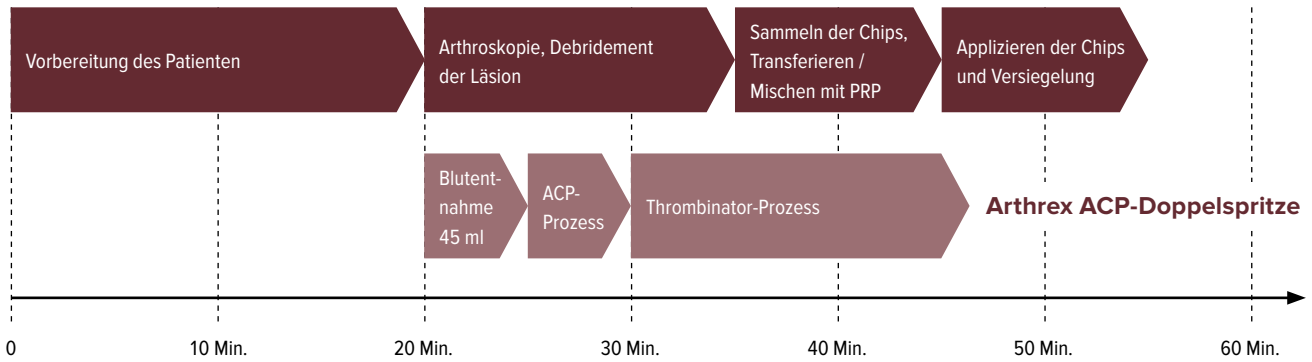 Vorbereitung des Patienten
Arthroskopie, Debridement
der Läsion
Sammeln der Chips,
Transferieren /
Mischen mit PRP
Applizieren der Chips
und Versiegelung
Blutent-
nahme
45 ml
ACP-
Prozess
Thrombinator-Prozess
Arthrex ACP-Doppelspritze
0
10 Min.
20 Min.
30 Min.
40 Min.
50 Min.
60 Min.